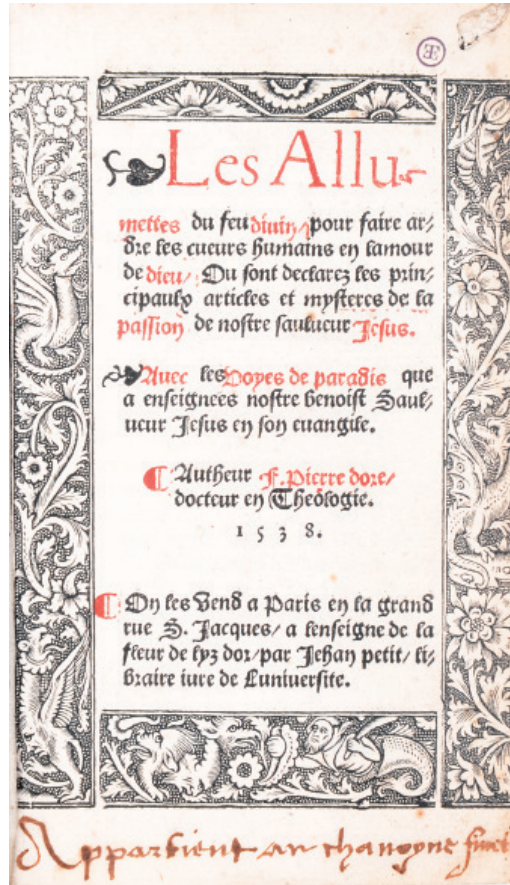 Les Allu-
mettes du feu diuin/ pour faire ar-
dre les cueurs humains en lamour
de dieu/ Ou sont declarez les prin-
cipaulx articles et mysteres de la
passion de nostre saulueur Jesus.
Auec les Voyes de paradis que
a enseignees nostre benoist Saul-
ueur Jesus en son euangile.
¶ Autheur F. Pierre dore/
docteur en Theologie.
1538.
¶ On les Vend a Paris en la grand
rue S. Jacques/ a lenseigne de la
fleur de lyz dor/ par Jehan petit/ li-
braire iure de Luniuersite.
Appartient au chanoyne